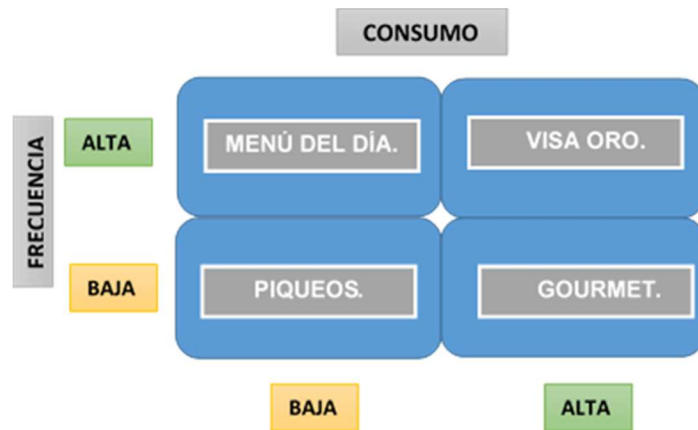 CONSUMO
FRECUENCIA
ALTA
MENÚ DEL DÍA.
VISA ORO.
BAJA
PIQUEOS.
GOURMET.
BAJA
ALTA